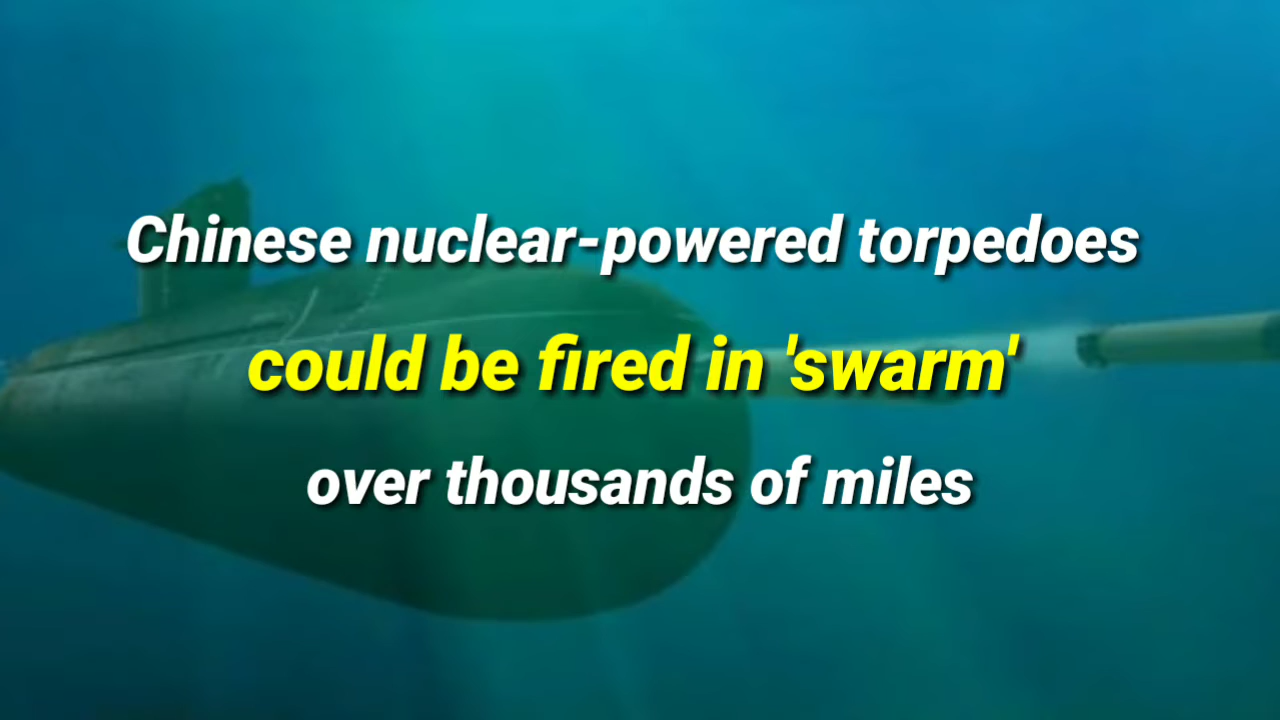 Chinese nuclear-powered torpedoes
could be fired in 'swarm'
over thousands of miles